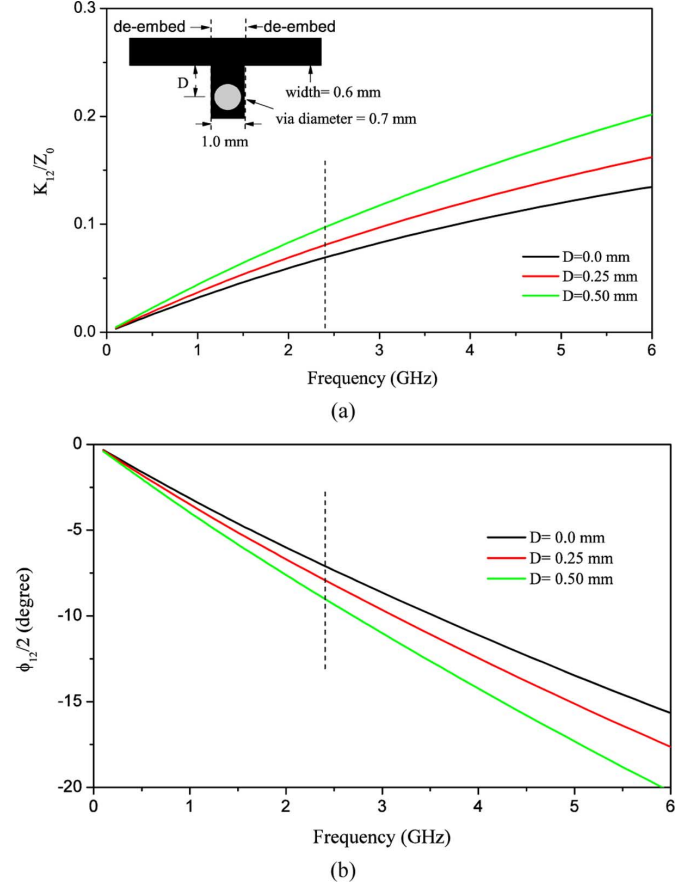 de-embed de-embed
D
width= 0.6 mm
via diameter = 0.7 mm
1.0 mm
0.3
0.2
0.1
0.0
K12/Z0
D=0.0 mm
D=0.25 mm
D=0.50 mm
0 1 2 3 4 5 6
Frequency (GHz)
(a)
0
-5
-10
-15
-20
ϕ12/2 (degree)
D= 0.0 mm
D= 0.25 mm
D= 0.50 mm
0 1 2 3 4 5 6
Frequency (GHz)
(b)